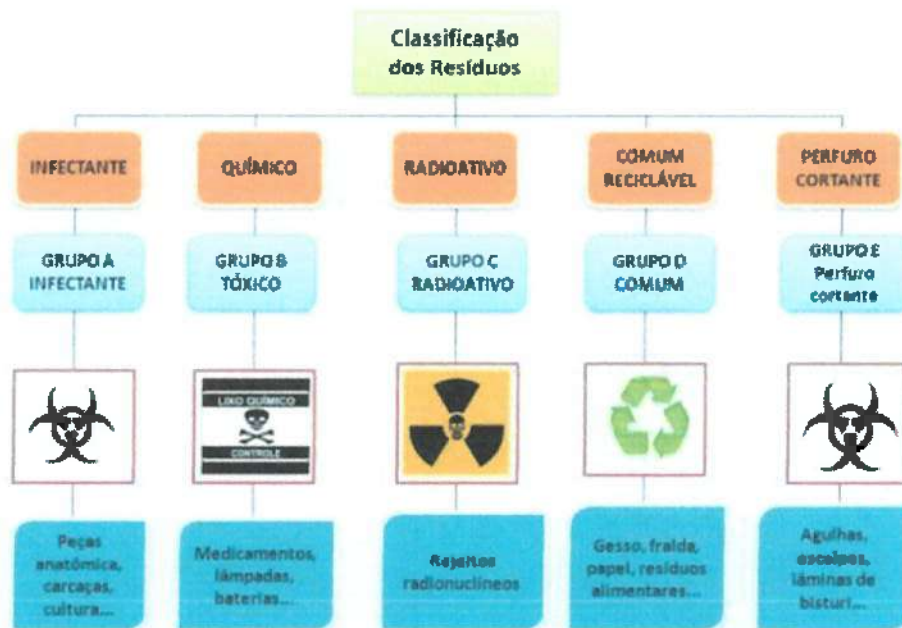 Classificação
dos Resíduos
INFECTANTE
QUÍMICO
RADIOATIVO
COMUM
RECICLÁVEL
PERFURO
CORTANTE
GRUPO A
INFECTANTE
GRUPO B
TÓXICO
GRUPO C
RADIOATIVO
GRUPO D
COMUM
GRUPO E
Perfuro
cortante
LIXO QUÍMICO
CONTROLE
Peças
anatômica,
carcaças,
cultura...
Medicamentos,
lâmpadas,
baterias...
Rejeitos
radionuclíneos
Gesso, fralda,
papel, resíduos
alimentares...
Agulhas,
escalpes,
lâminas de
bisturi...